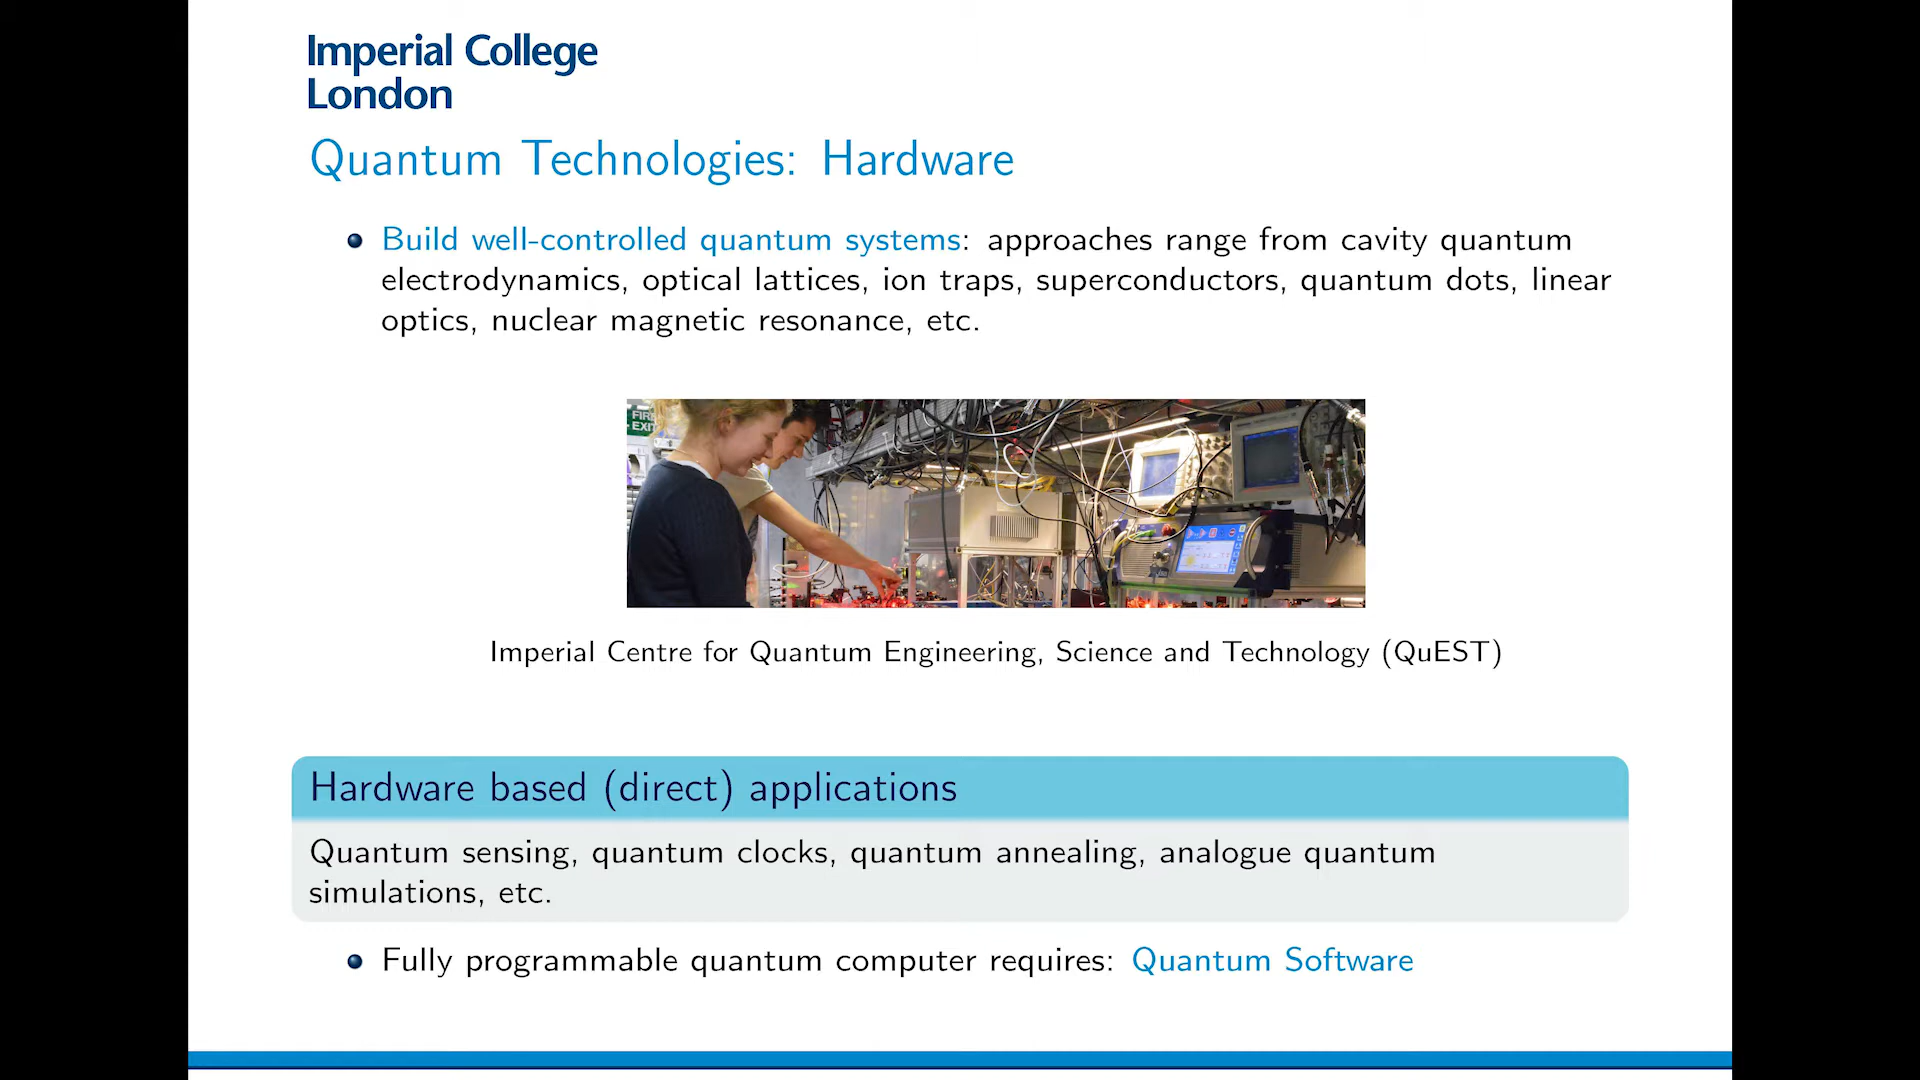 Imperial College
London
Quantum Technologies: Hardware
Build well-controlled quantum systems: approaches range from cavity quantum
electrodynamics, optical lattices, ion traps, superconductors, quantum dots, linear
optics, nuclear magnetic resonance, etc.
FIRE
EXIT
Imperial Centre for Quantum Engineering, Science and Technology (QuEST)
Hardware based (direct) applications
Quantum sensing, quantum clocks, quantum annealing, analogue quantum
simulations, etc.
Fully programmable quantum computer requires: Quantum Software